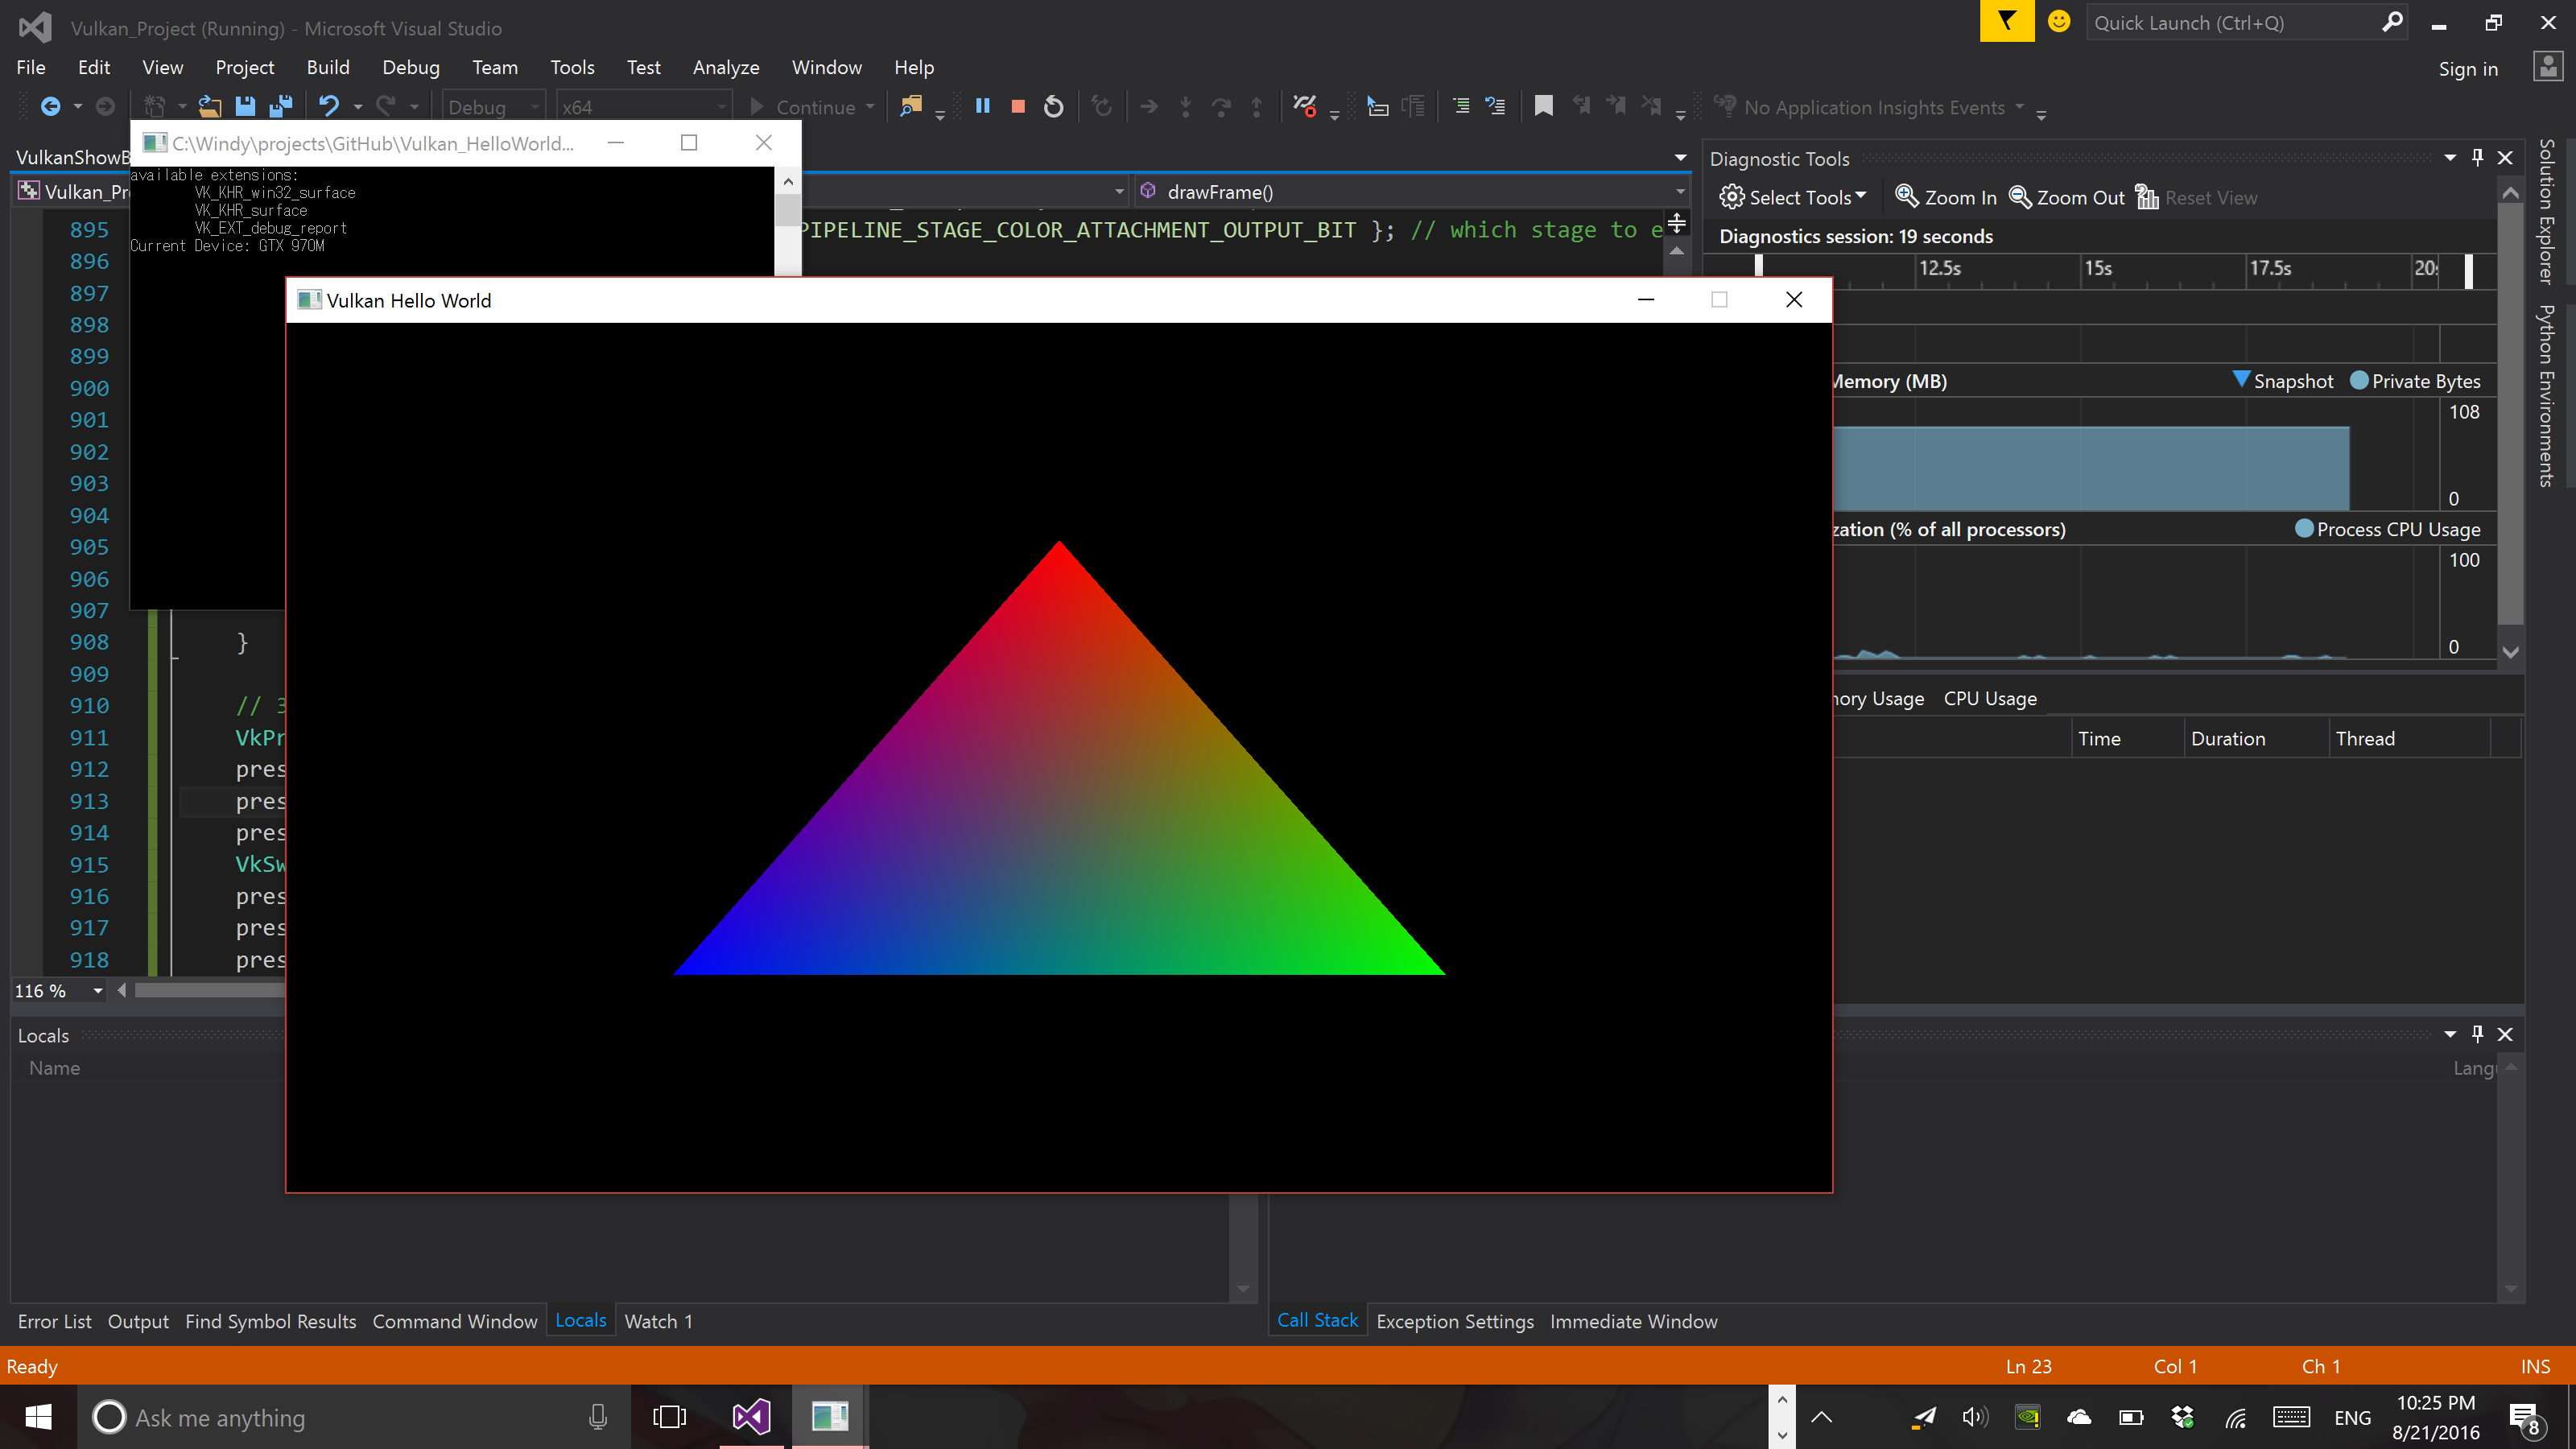 Vulkan_Project (Running) - Microsoft Visual Studio
Quick Launch (Ctrl+Q)
File Edit View Project Build Debug Team Tools Test Analyze Window Help
Sign in
Debug x64 Continue
No Application Insights Events
VulkanShowB
C:\Windy\projects\GitHub\Vulkan_HelloWorld...
available extensions:
VK_KHR_win32_surface
VK_KHR_surface
VK_EXT_debug_report
Current Device: GTX 970M
Vulkan_Pr
drawFrame()
895 PIPELINE_STAGE_COLOR_ATTACHMENT_OUTPUT_BIT }; // which stage to e
896
897
898
899
900
901
902
903
904
905
906
907
908 }
909
910 // 3
911 VkPr
912 pres
913 pres
914 pres
915 VkSw
916 pres
917 pres
918 pres
116 %
Vulkan Hello World
Diagnostic Tools
Select Tools Zoom In Zoom Out Reset View
Diagnostics session: 19 seconds
12.5s 15s 17.5s 20s
Memory (MB) Snapshot Private Bytes
108
0
zation (% of all processors) Process CPU Usage
100
0
ory Usage CPU Usage
Time Duration Thread
Solution Explorer
Python Environments
Locals
Name
Langu
Error List Output Find Symbol Results Command Window Locals Watch 1
Call Stack Exception Settings Immediate Window
Ready Ln 23 Col 1 Ch 1 INS
Ask me anything
ENG
10:25 PM
8/21/2016
8